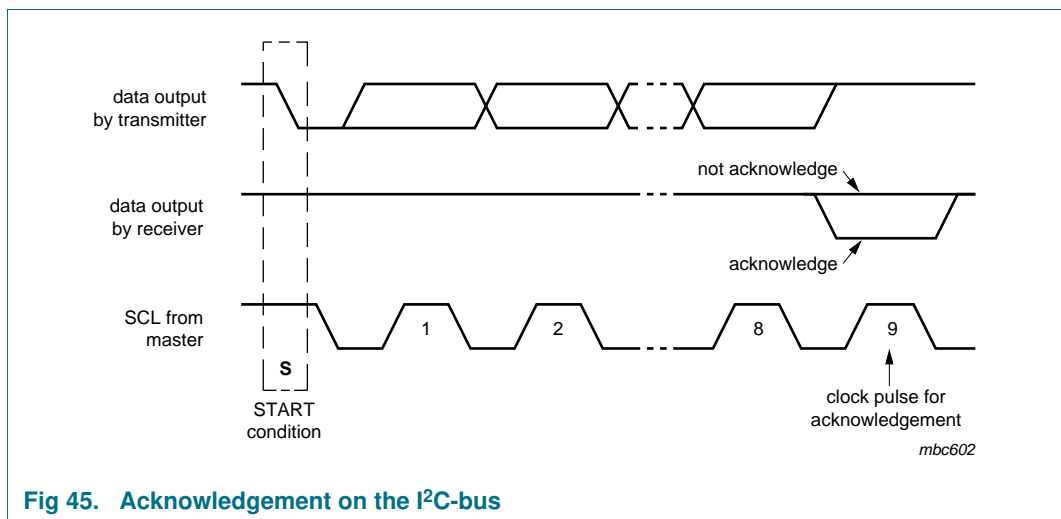 data output
by transmitter
not acknowledge
data output
by receiver
acknowledge
SCL from
master
1
2
8
9
S
START
condition
clock pulse for
acknowledgement
mbc602
Fig 45. Acknowledgement on the I²C-bus